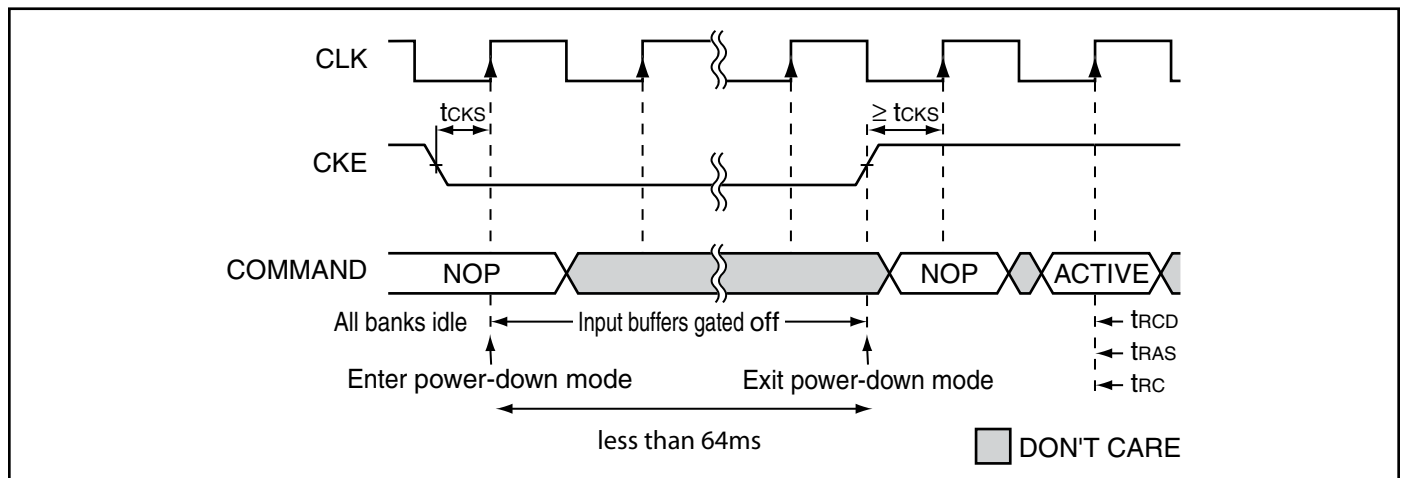 CLK
tCKS
≥ tCKS
CKE
COMMAND
NOP
NOP
ACTIVE
All banks idle
Input buffers gated off
tRCD
tRAS
tRC
Enter power-down mode
Exit power-down mode
less than 64ms
DON'T CARE